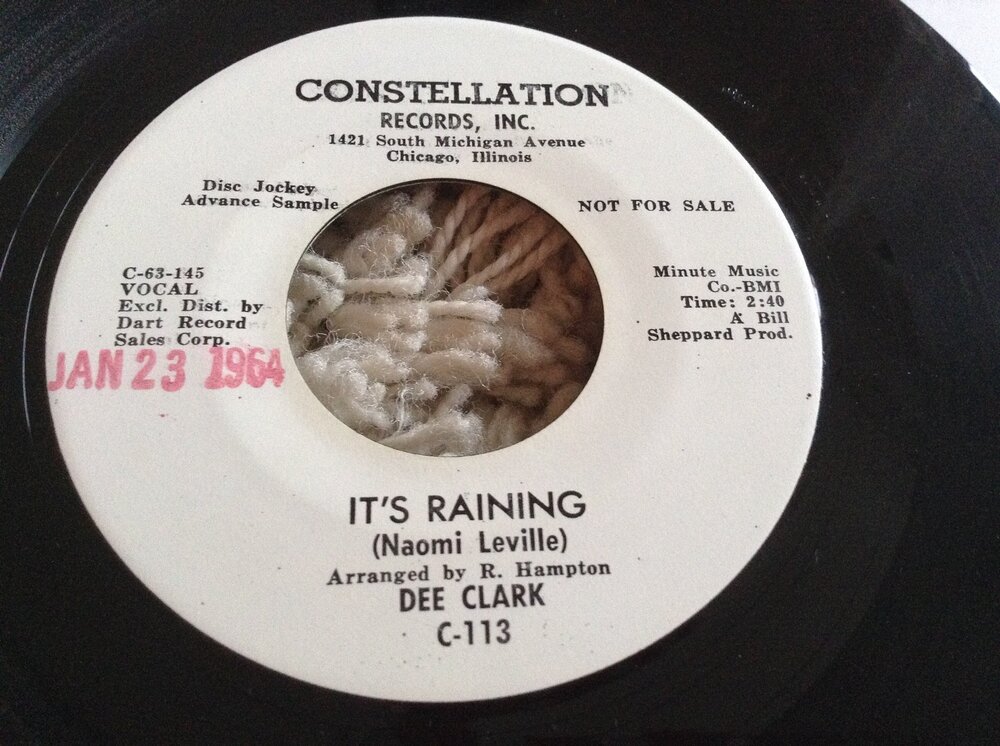 CONSTELLATION
RECORDS, INC.
1421 South Michigan Avenue
Chicago, Illinois
Disc Jockey
Advance Sample
NOT FOR SALE
C-63-145
VOCAL
Excl. Dist. by
Dart Record
Sales Corp.
JAN 23 1964
Minute Music
Co.-BMI
Time: 2:40
A Bill
Sheppard Prod.
IT'S RAINING
(Naomi Leville)
Arranged by R. Hampton
DEE CLARK
C-113